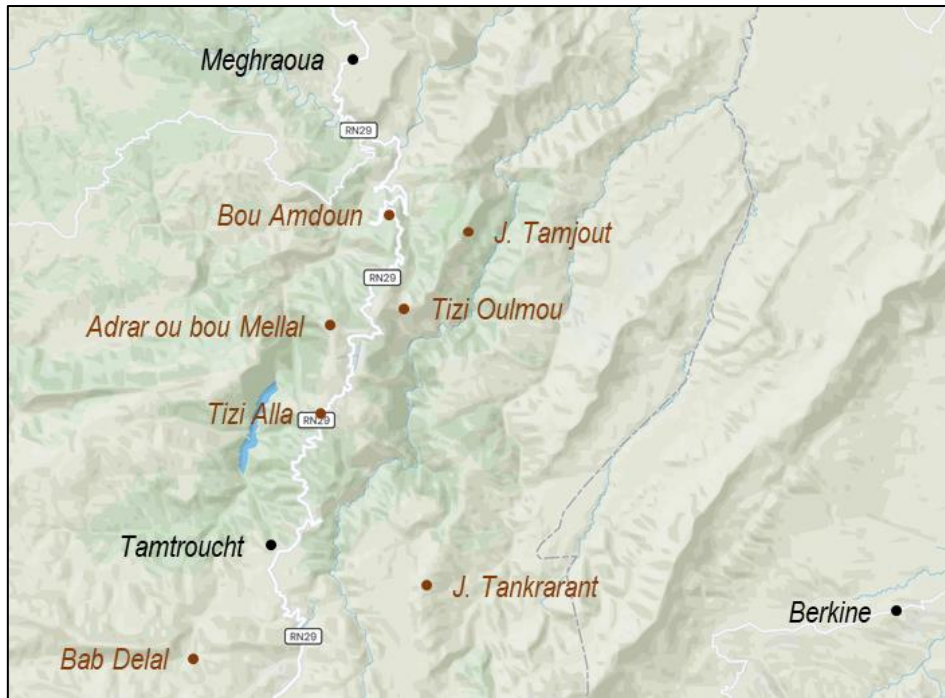 Meghraoua
RN29
Bou Amdoun
J. Tamjout
RN29
Tizi Oulmou
Adrar ou bou Mellal
Tizi Alla
RN29
Tamtroucht
J. Tankrarant
Berkine
RN29
Bab Delal